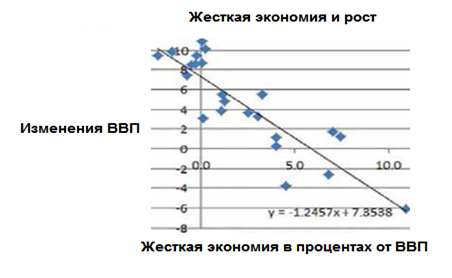 Жесткая экономия и рост
10
8
6
4
Изменения ВВП
2
0
0.0 5.0 10.0
-2
-4
-6
y = -1.2457x + 7.3538
-8
Жесткая экономия в процентах от ВВП